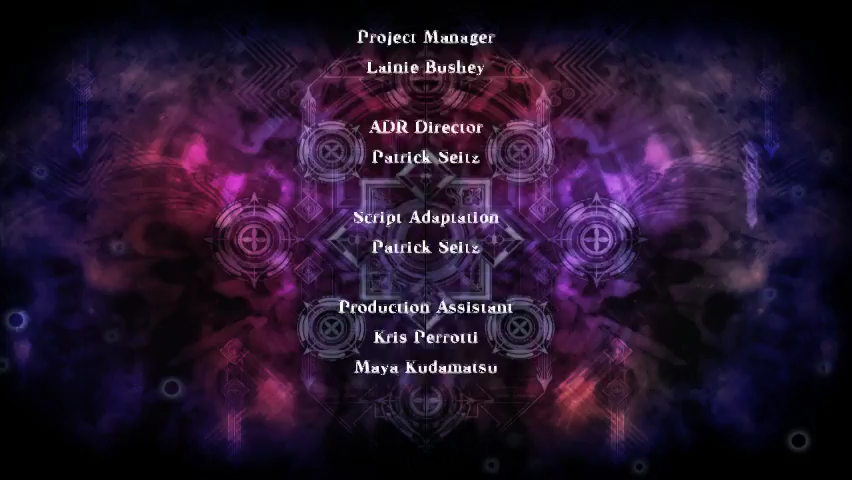 Project Manager
Lainie Bushey
ADR Director
Patrick Seitz
Script Adaptation
Patrick Seitz
Production Assistant
Kris Perrotti
Maya Kudamatsu